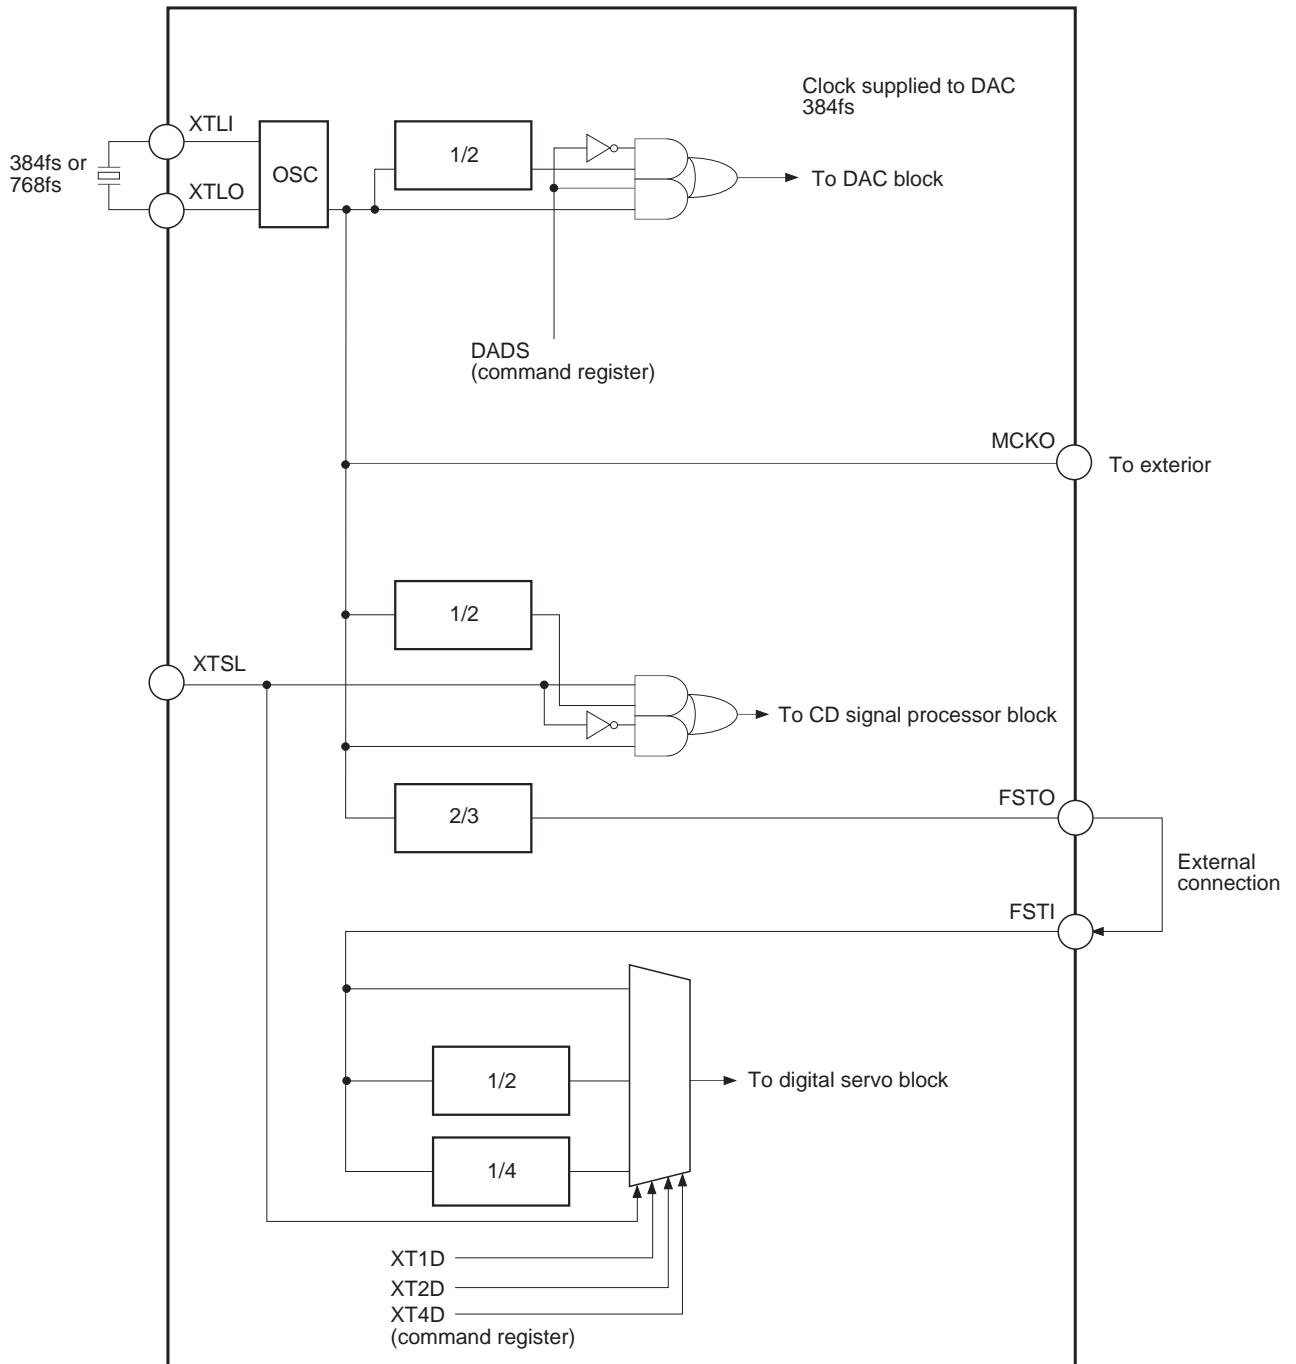 Clock supplied to DAC
384fs
XTLI
384fs or
768fs
OSC
1/2
XTLO
To DAC block
DADS
(command register)
MCKO
To exterior
1/2
XTSL
To CD signal processor block
2/3
FSTO
External
connection
FSTI
1/2
To digital servo block
1/4
XT1D
XT2D
XT4D
(command register)